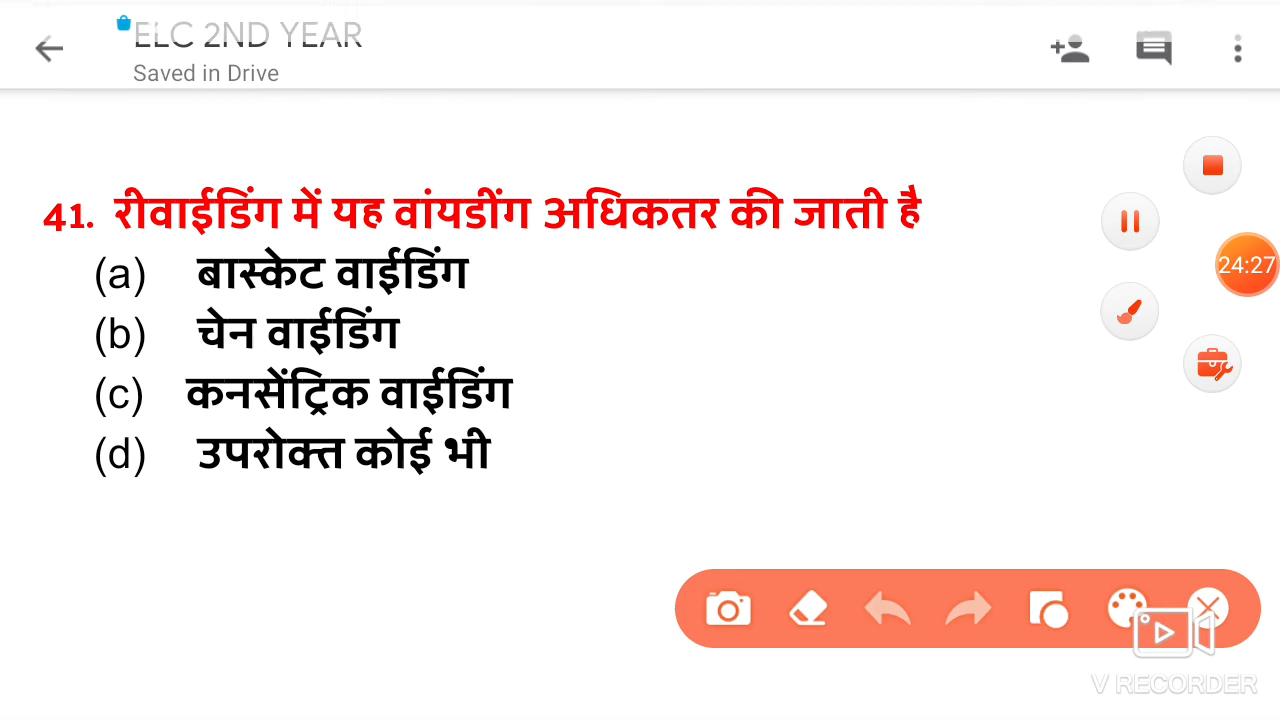 ELC 2ND YEAR
Saved in Drive
41. रीवाईडिंग में यह वांयडींग अधिकतर की जाती है
(a) बास्केट वाईडिंग
(b) चेन वाईडिंग
(c) कनसेंट्रिक वाईडिंग
(d) उपरोक्त कोई भी
24:27
V RECORDER